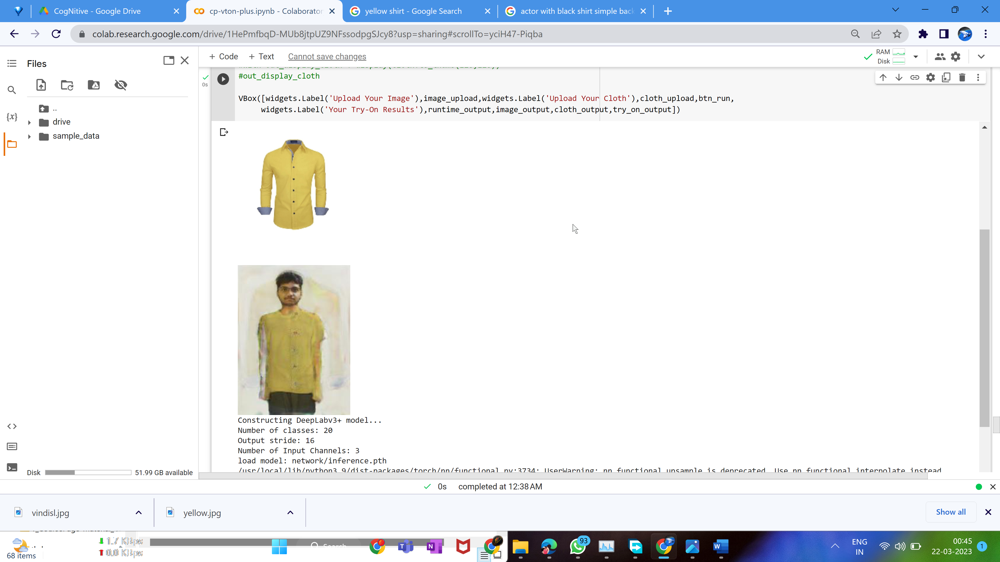 CogNitive - Google Drive
cp-vton-plus.ipynb - Colaborator
yellow shirt - Google Search
actor with black shirt simple back
colab.research.google.com/drive/1HePmfbqD-MUb8jtpUZ9NFssodpgSJcy8?usp=sharing#scrollTo=yciH47-Piqba
Files
+ Code + Text Cannot save changes
RAM
Disk
0s
#out_display_cloth
VBox([widgets.Label('Upload Your Image'),image_upload,widgets.Label('Upload Your Cloth'),cloth_upload,btn_run,
widgets.Label('Your Try-On Results'),runtime_output,image_output,cloth_output,try_on_output])
{x}
..
drive
sample_data
Constructing DeepLabv3+ model...
Number of classes: 20
Output stride: 16
Number of Input Channels: 3
load model: network/inference.pth
/usr/local/lib/python3.9/dist-packages/torch/nn/functional.py:3734: UserWarning: nn.functional.upsample is deprecated. Use nn.functional.interpolate instead
Disk 51.99 GB available
0s completed at 12:38 AM
vindisl.jpg
yellow.jpg
Show all
1.7 KBps
0.0 KBps
68 items
Search
93
ENG
IN
00:45
22-03-2023
1